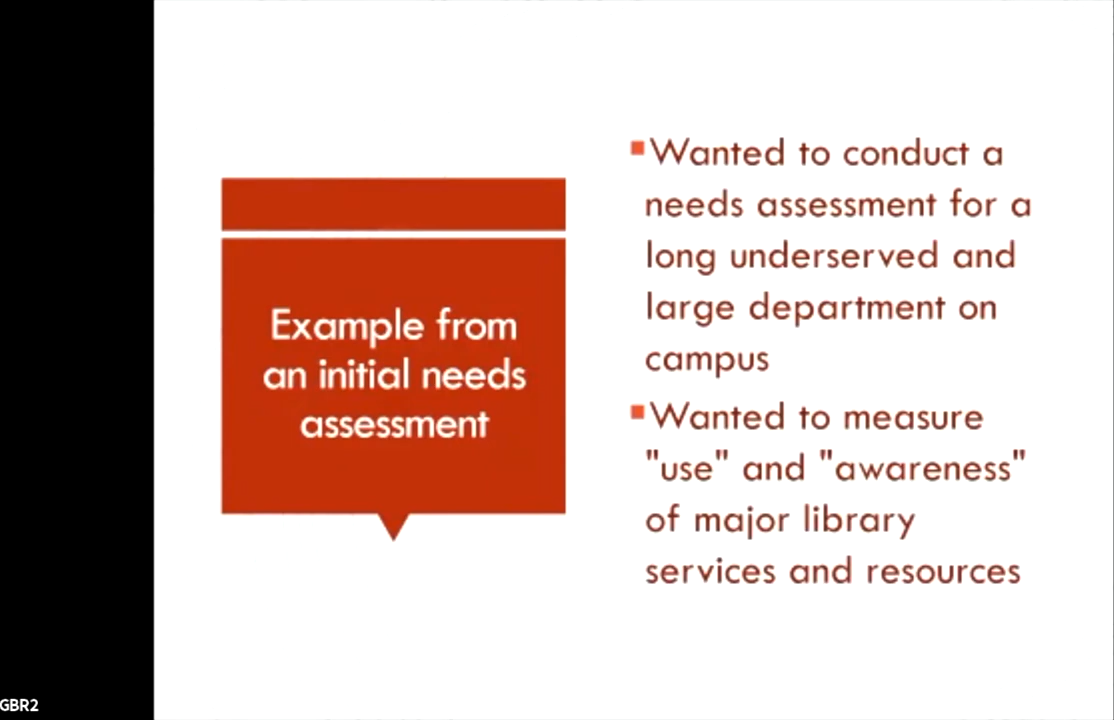 Example from
an initial needs
assessment
Wanted to conduct a
needs assessment for a
long underserved and
large department on
campus
Wanted to measure
"use" and "awareness"
of major library
services and resources
GBR2